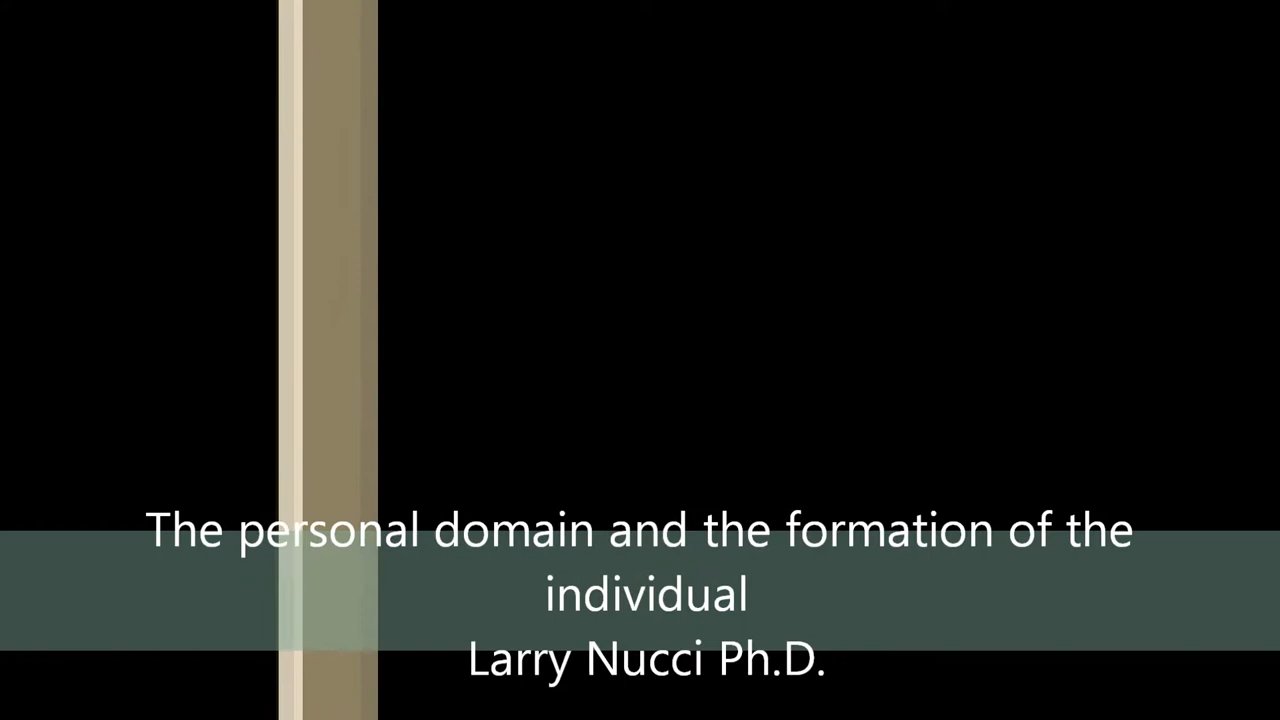 The personal domain and the formation of the
individual
Larry Nucci Ph.D.